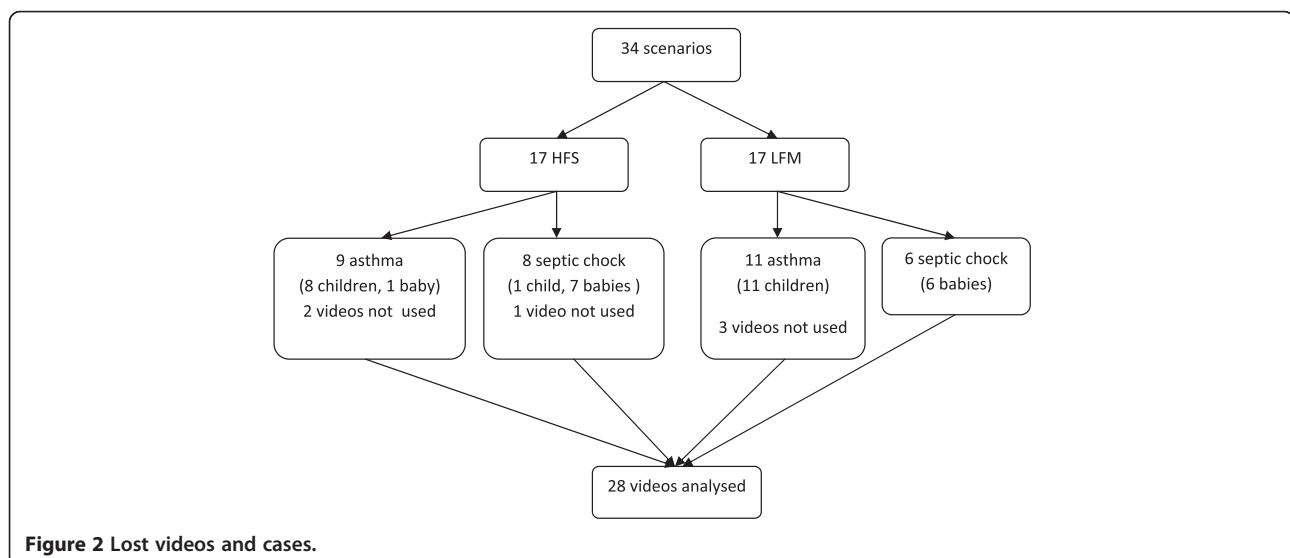 34 scenarios
17 HFS
17 LFM
9 asthma
(8 children, 1 baby)
2 videos not used
8 septic chock
(1 child, 7 babies )
1 video not used
11 asthma
(11 children)
3 videos not used
6 septic chock
(6 babies)
28 videos analysed
Figure 2 Lost videos and cases.